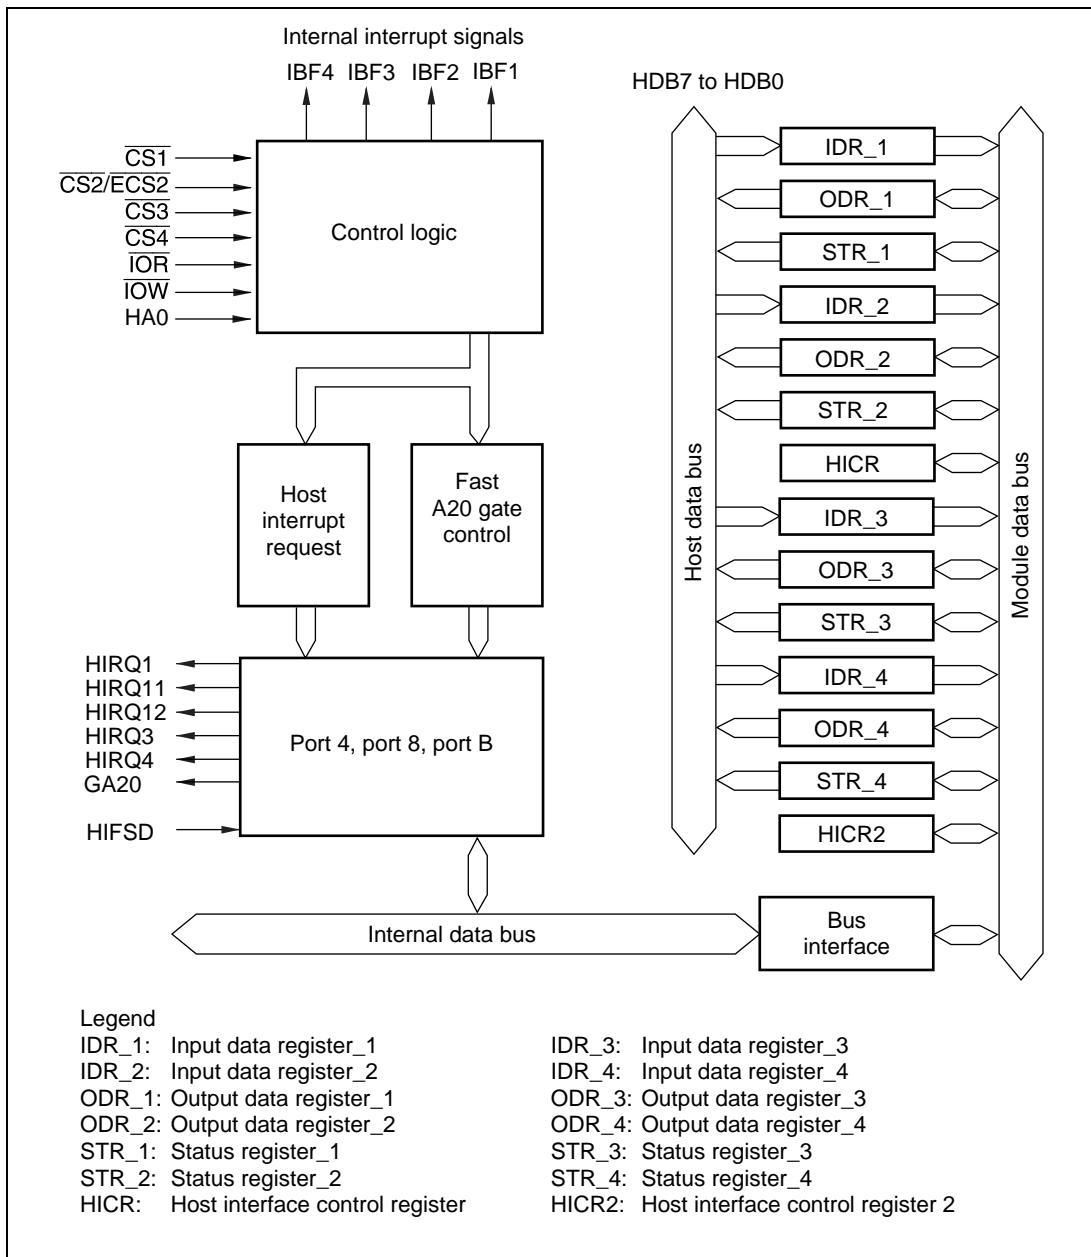 Internal interrupt signals
IBF4 IBF3 IBF2 IBF1
HDB7 to HDB0
CS1
CS2/ECS2
CS3
CS4
IOR
IOW
HA0
Control logic
Host
interrupt
request
Fast
A20 gate
control
HIRQ1
HIRQ11
HIRQ12
HIRQ3
HIRQ4
GA20
HIFSD
Port 4, port 8, port B
Host data bus
IDR_1
ODR_1
STR_1
IDR_2
ODR_2
STR_2
HICR
IDR_3
ODR_3
STR_3
IDR_4
ODR_4
STR_4
HICR2
Module data bus
Internal data bus
Bus
interface
Legend
IDR_1: Input data register_1
IDR_2: Input data register_2
ODR_1: Output data register_1
ODR_2: Output data register_2
STR_1: Status register_1
STR_2: Status register_2
HICR: Host interface control register
IDR_3: Input data register_3
IDR_4: Input data register_4
ODR_3: Output data register_3
ODR_4: Output data register_4
STR_3: Status register_3
STR_4: Status register_4
HICR2: Host interface control register 2